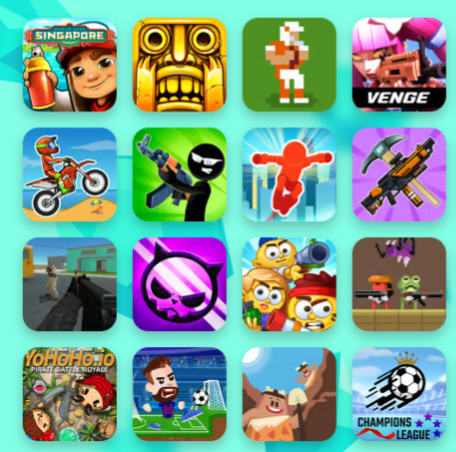 SINGAPORE
VENGE
YoHoHo.io
PIRATE BATTLE ROYALE
CHAMPIONS
LEAGUE